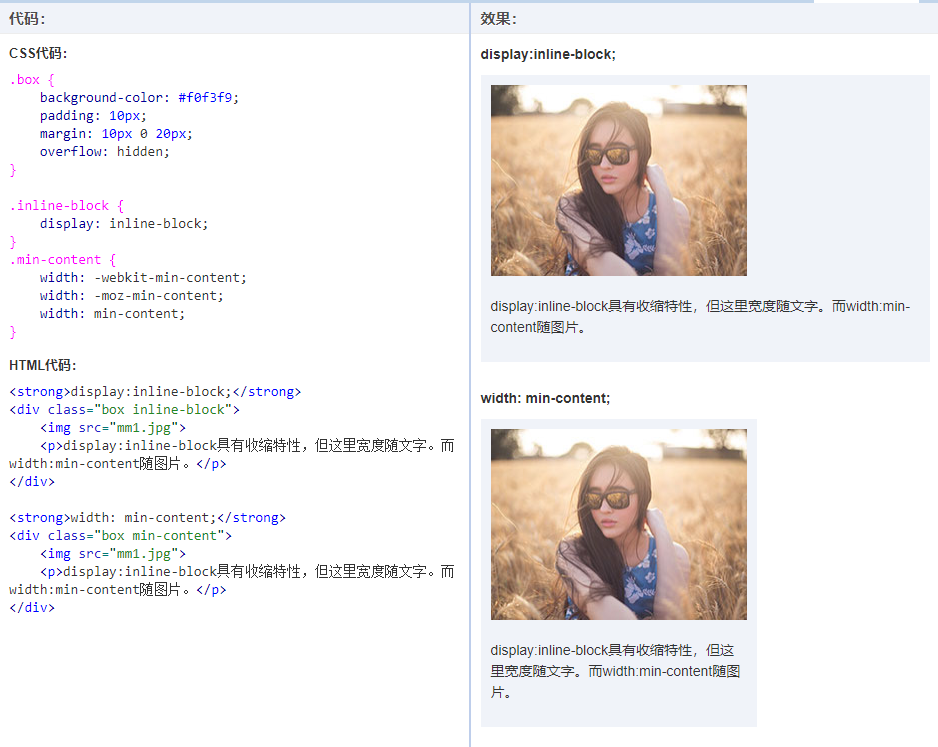 代码:
CSS代码:
.box {
    background-color: #f0f3f9;
    padding: 10px;
    margin: 10px 0 20px;
    overflow: hidden;
}
.inline-block {
    display: inline-block;
}
.min-content {
    width: -webkit-min-content;
    width: -moz-min-content;
    width: min-content;
}
HTML代码:
<strong>display:inline-block;</strong>
<div class="box inline-block">
    <img src="mm1.jpg">
    <p>display:inline-block具有收缩特性，但这里宽度随文字。而
width:min-content随图片。</p>
</div>
<strong>width: min-content;</strong>
<div class="box min-content">
    <img src="mm1.jpg">
    <p>display:inline-block具有收缩特性，但这里宽度随文字。而
width:min-content随图片。</p>
</div>
效果:
display:inline-block;
display:inline-block具有收缩特性，但这里宽度随文字。而width:min-
content随图片。
width: min-content;
display:inline-block具有收缩特性，但这
里宽度随文字。而width:min-content随图
片。